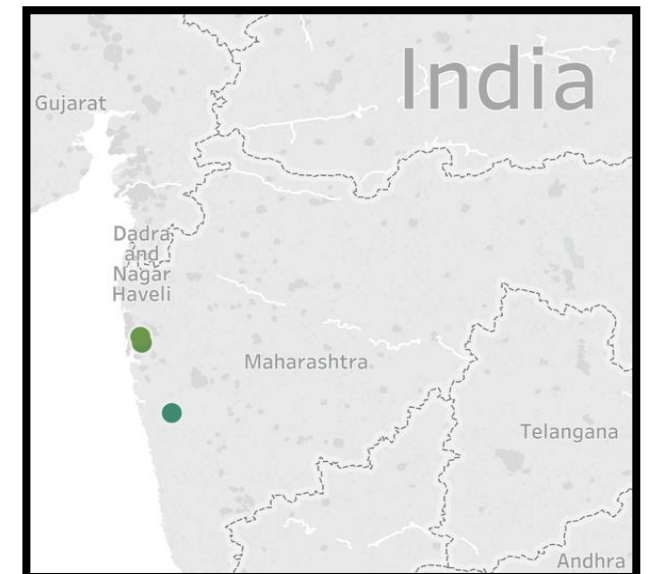 India
Gujarat
Dadra
and
Nagar
Haveli
Maharashtra
Telangana
Andhra